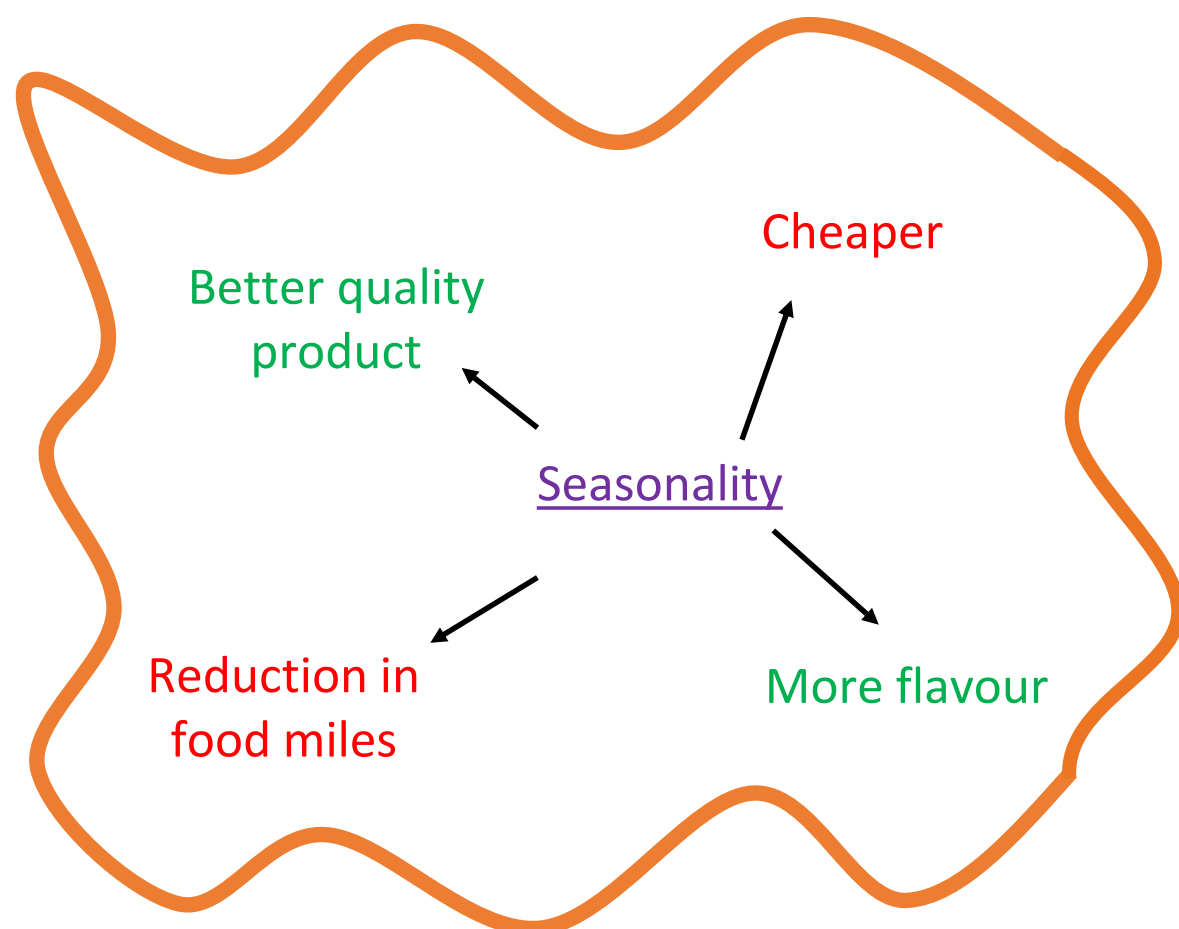 Cheaper
Better quality
product
Seasonality
Reduction in
food miles
More flavour